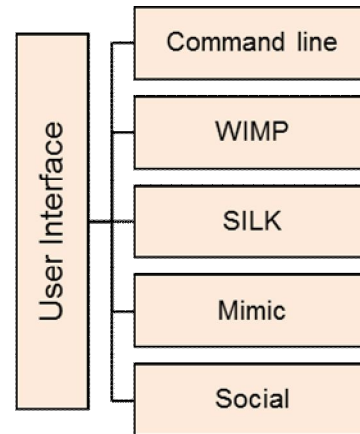 User Interface
Command line
WIMP
SILK
Mimic
Social